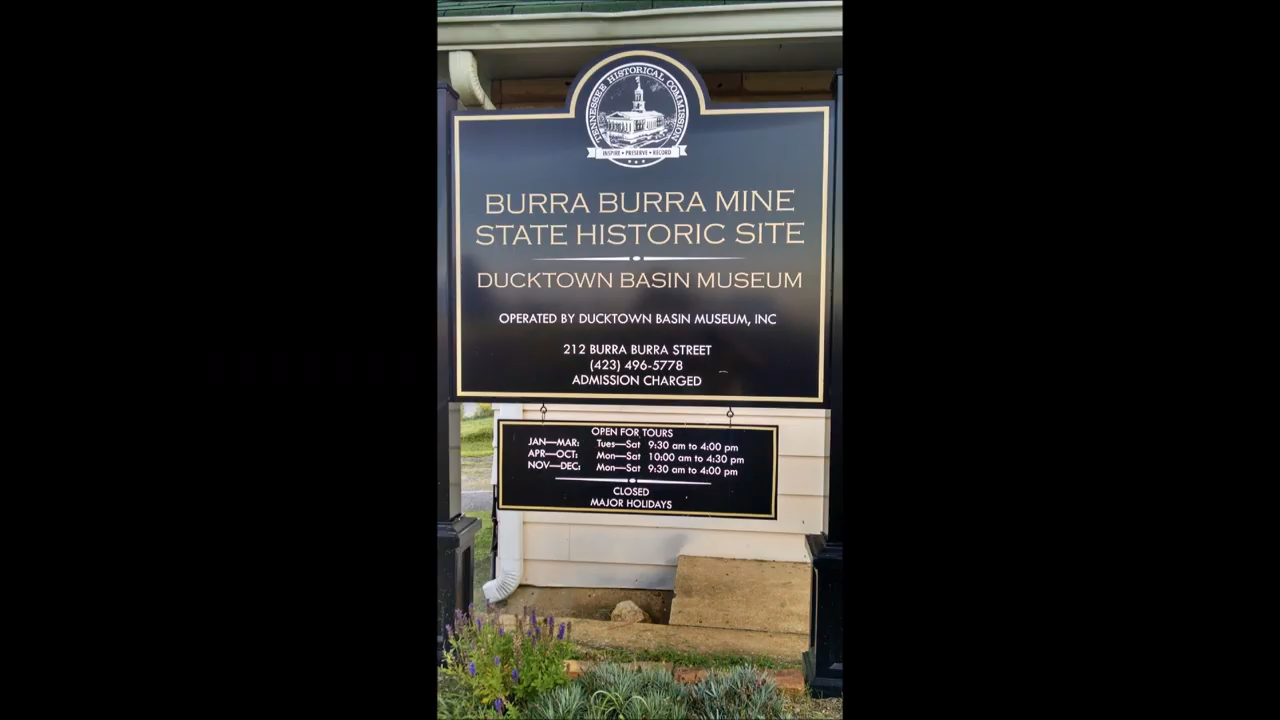 TENNESSEE HISTORICAL COMMISSION
INSPIRE • PRESERVE • RECORD
BURRA BURRA MINE
STATE HISTORIC SITE
DUCKTOWN BASIN MUSEUM
OPERATED BY DUCKTOWN BASIN MUSEUM, INC
212 BURRA BURRA STREET
(423) 496-5778
ADMISSION CHARGED
OPEN FOR TOURS
JAN—MAR: Tues—Sat 9:30 am to 4:00 pm
APR—OCT: Mon—Sat 10:00 am to 4:30 pm
NOV—DEC: Mon—Sat 9:30 am to 4:00 pm
CLOSED
MAJOR HOLIDAYS